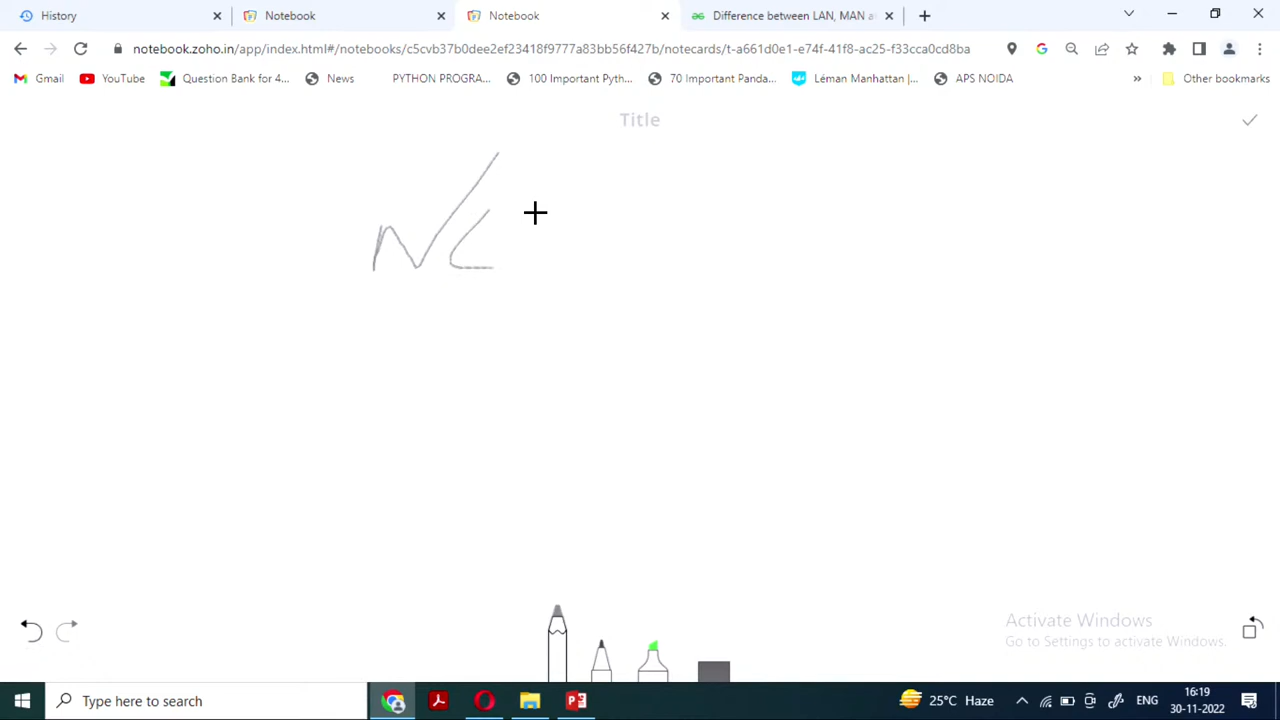 History
Notebook
Notebook
Difference between LAN, MAN a
notebook.zoho.in/app/index.html#/notebooks/c5cvb37b0dee2ef23418f9777a83bb56f427b/notecards/t-a661d0e1-e74f-41f8-ac25-f33cca0cd8ba
Gmail
YouTube
Question Bank for 4...
News
PYTHON PROGRA...
100 Important Pyth...
70 Important Panda...
Léman Manhattan |...
APS NOIDA
»
Other bookmarks
Title
Activate Windows
Go to Settings to activate Windows.
Type here to search
25°C Haze
ENG
16:19
30-11-2022